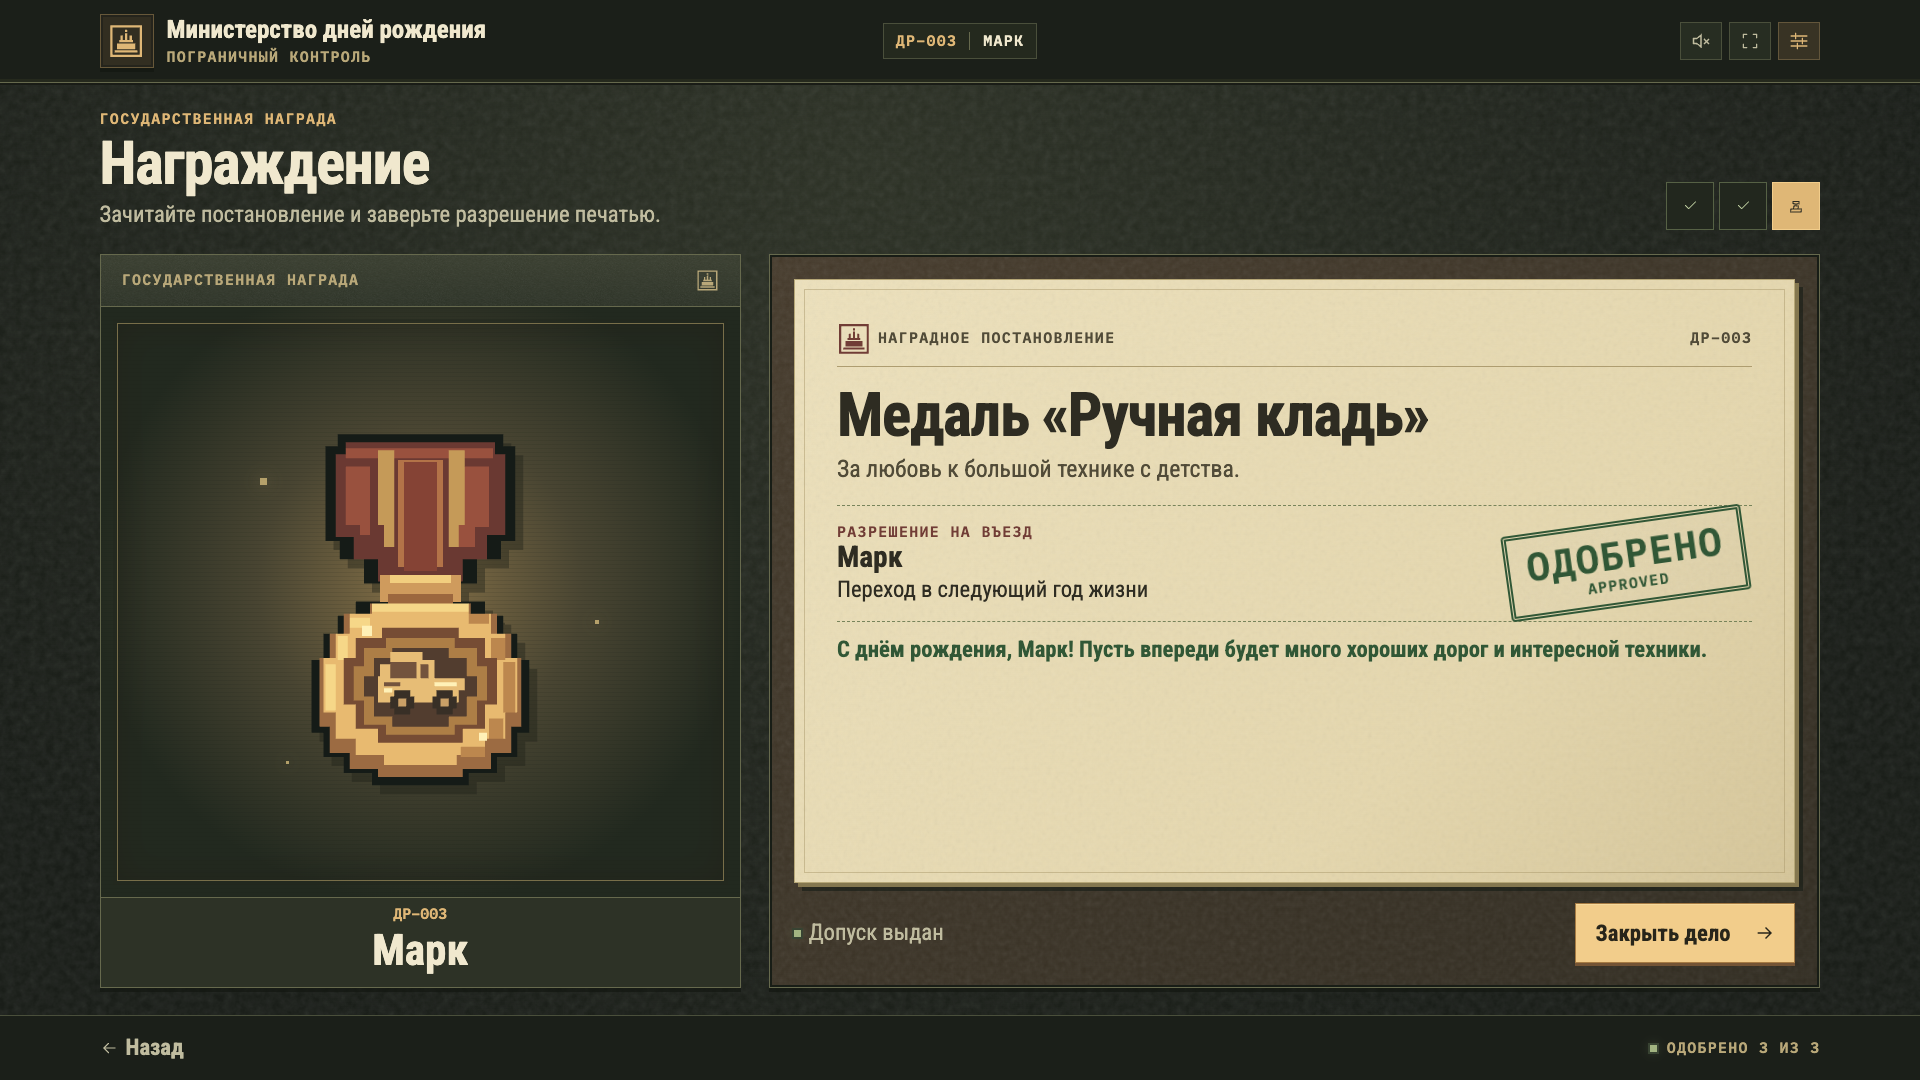 Министерство дней рождения
ПОГРАНИЧНЫЙ КОНТРОЛЬ
ДР-003 МАРК
ГОСУДАРСТВЕННАЯ НАГРАДА
Награждение
Зачитайте постановление и заверьте разрешение печатью.
ГОСУДАРСТВЕННАЯ НАГРАДА
ДР-003
Марк
НАГРАДНОЕ ПОСТАНОВЛЕНИЕ ДР-003
Медаль «Ручная кладь»
За любовь к большой технике с детства.
РАЗРЕШЕНИЕ НА ВЪЕЗД
Марк
Переход в следующий год жизни
ОДОБРЕНО
APPROVED
С днём рождения, Марк! Пусть впереди будет много хороших дорог и интересной техники.
Допуск выдан
Закрыть дело →
← Назад
ОДОБРЕНО 3 ИЗ 3